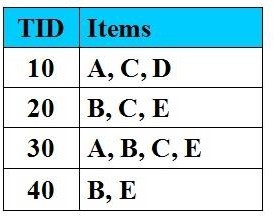 TID Items
10 A, C, D
20 B, C, E
30 A, B, C, E
40 B, E